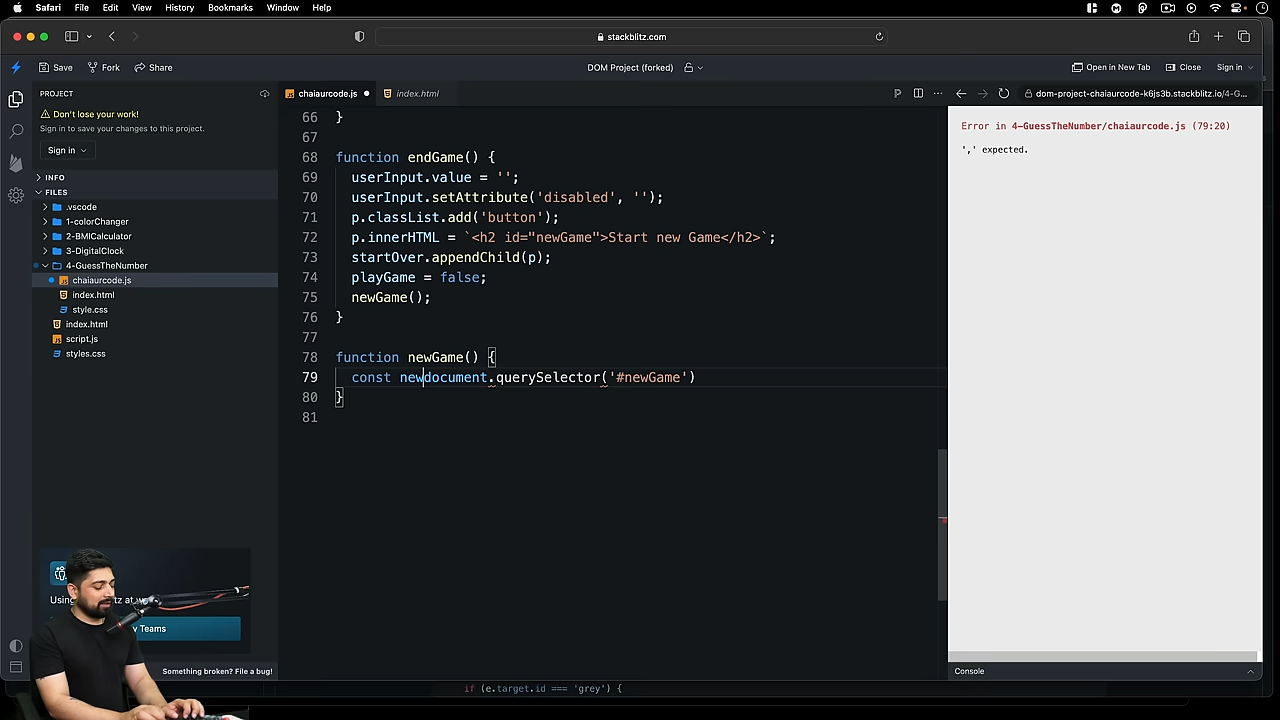 Safari File Edit View History Bookmarks Window Help
stackblitz.com
Save Fork Share
DOM Project (forked)
Open in New Tab Close Sign in
PROJECT
Don't lose your work!
Sign in to save your changes to this project.
Sign in
INFO
FILES
.vscode
1-colorChanger
2-BMICalculator
3-DigitalClock
4-GuessTheNumber
chaiaurcode.js
index.html
style.css
index.html
script.js
styles.css
Teams
Something broken? File a bug!
chaiaurcode.js index.html
66 }
67
68 function endGame() {
69 userInput.value = '';
70 userInput.setAttribute('disabled', '');
71 p.classList.add('button');
72 p.innerHTML = `<h2 id="newGame">Start new Game</h2>`;
73 startOver.appendChild(p);
74 playGame = false;
75 newGame();
76 }
77
78 function newGame() {
79 const newdocument.querySelector('#newGame')
80 }
81
if (e.target.id === 'grey') {
dom-project-chaiaurcode-k6js3b.stackblitz.io/4-G...
Error in 4-GuessTheNumber/chaiaurcode.js (79:20)
',' expected.
Console